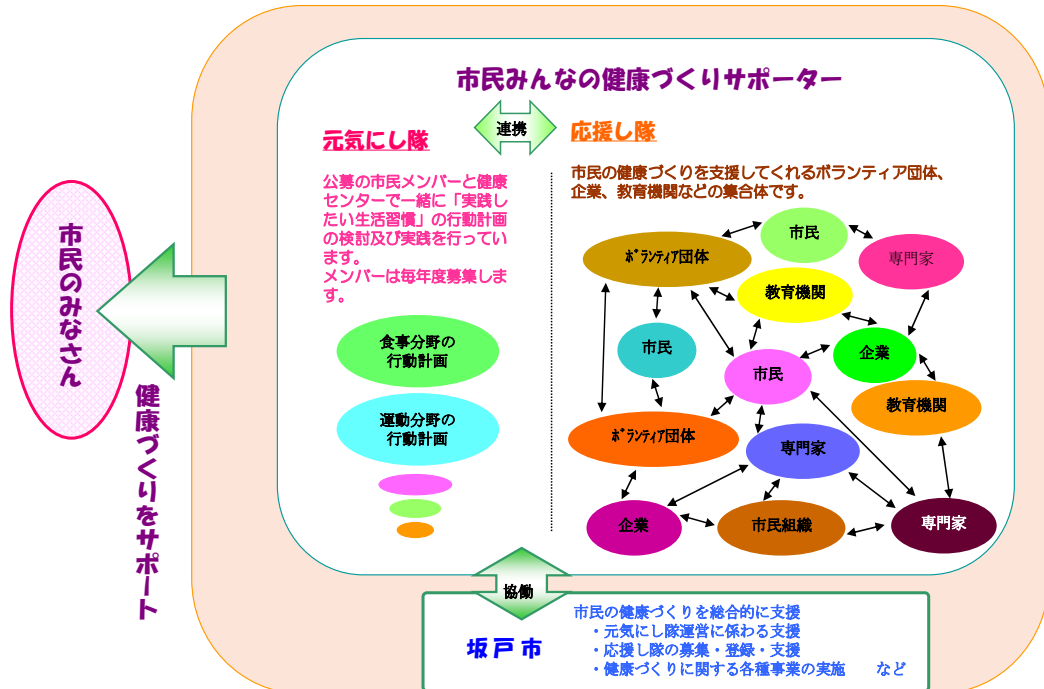 市民みんなの健康づくりサポーター
元気にし隊
連携
応援し隊
公募の市民メンバーと健康
センターで一緒に「実践し
たい生活習慣」の行動計画
の検討及び実践を行ってい
ます。
メンバーは毎年度募集しま
す。
食事分野の
行動計画
運動分野の
行動計画
市民の健康づくりを支援してくれるボランティア団体、
企業、教育機関などの集合体です。
市民
ﾎﾞﾗﾝﾃｨｱ団体
専門家
教育機関
市民
企業
市民
教育機関
ﾎﾞﾗﾝﾃｨｱ団体
専門家
企業
市民組織
専門家
市民のみなさん
健康づくりをサポート
協働
坂戸市
市民の健康づくりを総合的に支援
・元気にし隊運営に係わる支援
・応援し隊の募集・登録・支援
・健康づくりに関する各種事業の実施　など